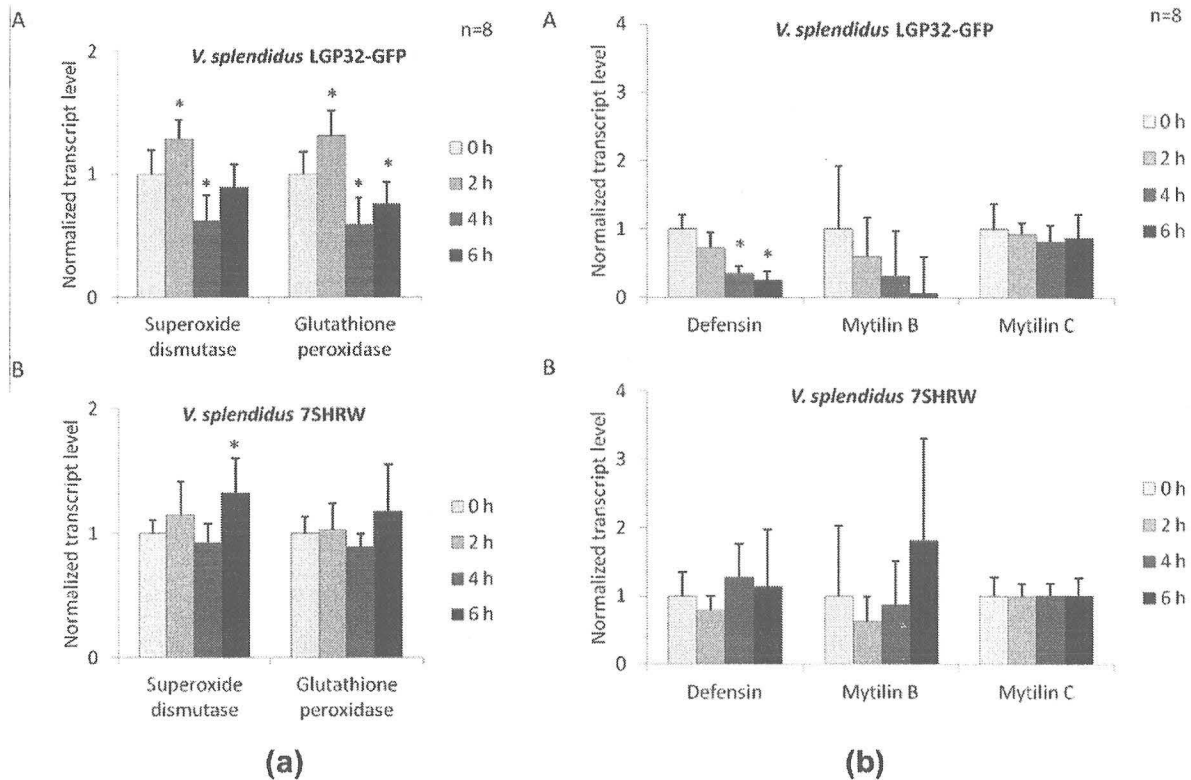 A
n=8
V. splendidus LGP32-GFP
Normalized transcript level
2
1
0
*
*
*
*
*
0 h
2 h
4 h
6 h
Superoxide dismutase
Glutathione peroxidase
B
V. splendidus 7SHRW
Normalized transcript level
2
1
0
*
0 h
2 h
4 h
6 h
Superoxide dismutase
Glutathione peroxidase
(a)
A
n=8
V. splendidus LGP32-GFP
Normalized transcript level
4
3
2
1
0
*
*
0 h
2 h
4 h
6 h
Defensin
Mytilin B
Mytilin C
B
V. splendidus 7SHRW
Normalized transcript level
4
3
2
1
0
0 h
2 h
4 h
6 h
Defensin
Mytilin B
Mytilin C
(b)